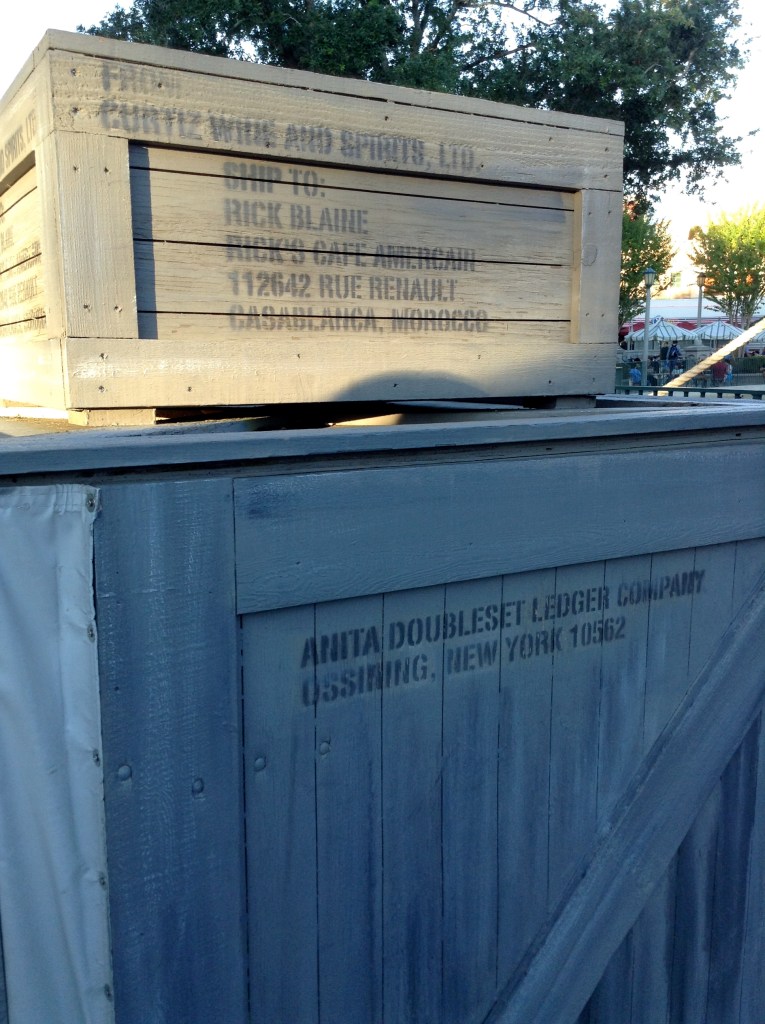 FROM
CURTIZ WINE AND SPIRITS, LTD.
SHIP TO:
RICK BLAINE
RICK'S CAFE AMERCAIN
112642 RUE RENAULT
CASABLANCA, MOROCCO
ANITA DOUBLESET LEDGER COMPANY
OSSINING, NEW YORK 10562